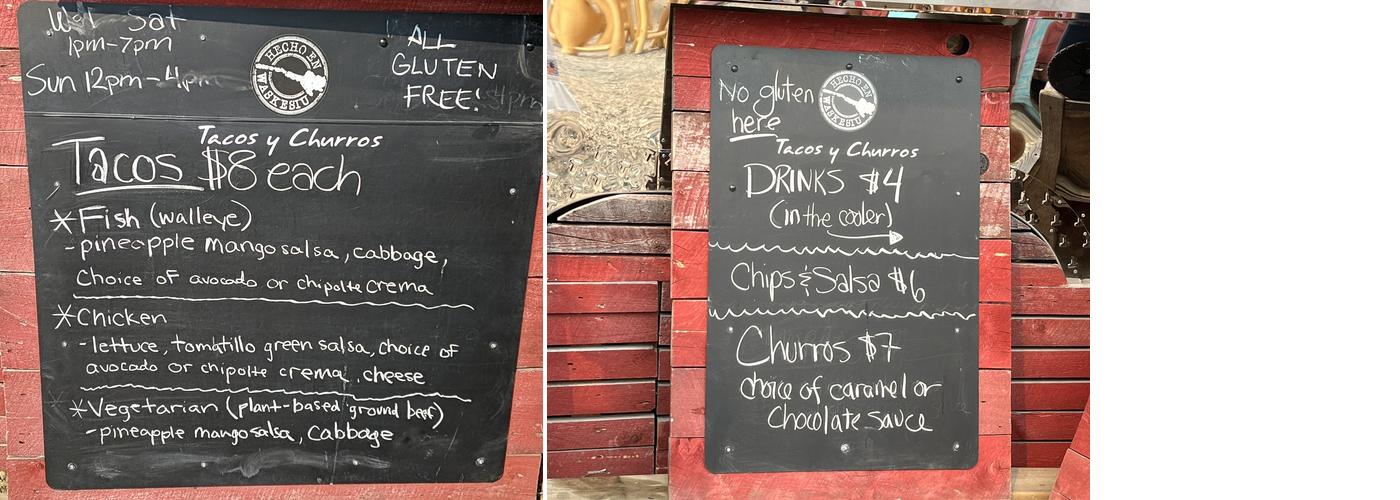 Sat
1pm-7pm
Sun 12pm-4pm
HECHO EN
WASKESIU
ALL
GLUTEN
FREE!
Tacos y Churros
Tacos $8 each
*Fish (walleye)
-pineapple mango salsa, cabbage,
Choice of avocado or chipolte crema
*Chicken
-lettuce, tomatillo green salsa, choice of
avocado or chipolte crema, cheese
*Vegetarian (plant-based ground beef)
-pineapple mango salsa, Cabbage
No gluten
here
HECHO EN
WASKESIU
Tacos y Churros
DRINKS $4
(in the cooler)
Chips & Salsa $6
Churros $7
choice of caramel or
Chocolate sauce